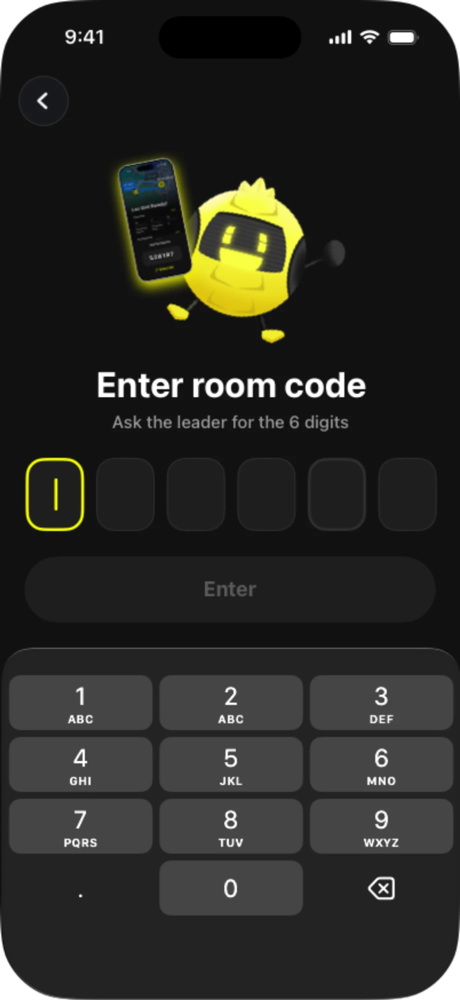 9:41
Enter room code
Ask the leader for the 6 digits
Enter
1 2 3
ABC ABC DEF
4 5 6
GHI JKL MNO
7 8 9
PQRS TUV WXYZ
. 0